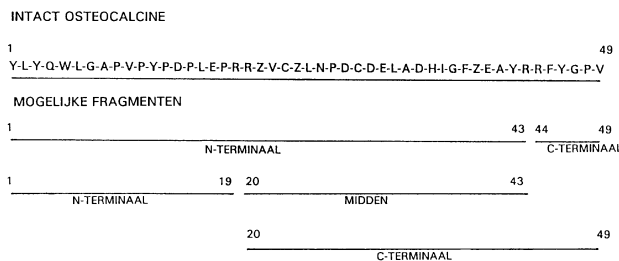 INTACT OSTEOCALCINE
1 49
Y-L-Y-Q-W-L-G-A-P-V-P-Y-P-D-P-L-E-P-R-R-Z-V-C-Z-L-N-P-D-C-D-E-L-A-D-H-I-G-F-Z-E-A-Y-R-R-F-Y-G-P-V
MOGELIJKE FRAGMENTEN
1 43 44 49
N-TERMINAAL C-TERMINAAL
1 19 20 43
N-TERMINAAL MIDDEN
20 49
C-TERMINAAL